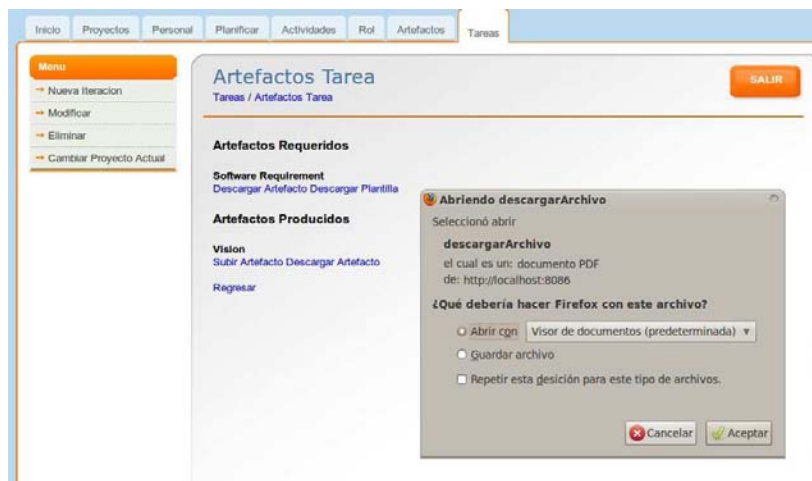 Inicio Proyectos Personal Planificar Actividades Rol Artefactos Tareas
Menu
Nueva Iteracion
Modificar
Eliminar
Cambiar Proyecto Actual
Artefactos Tarea
Tareas / Artefactos Tarea
SALIR
Artefactos Requeridos
Software Requirement
Descargar Artefacto Descargar Plantilla
Artefactos Producidos
Vision
Subir Artefacto Descargar Artefacto
Regresar
Abriendo descargarArchivo
Seleccionó abrir
descargarArchivo
el cual es un: documento PDF
de: http://localhost:8086
¿Qué debería hacer Firefox con este archivo?
Abrir con Visor de documentos (predeterminada)
Guardar archivo
Repetir esta desición para este tipo de archivos.
Cancelar Aceptar